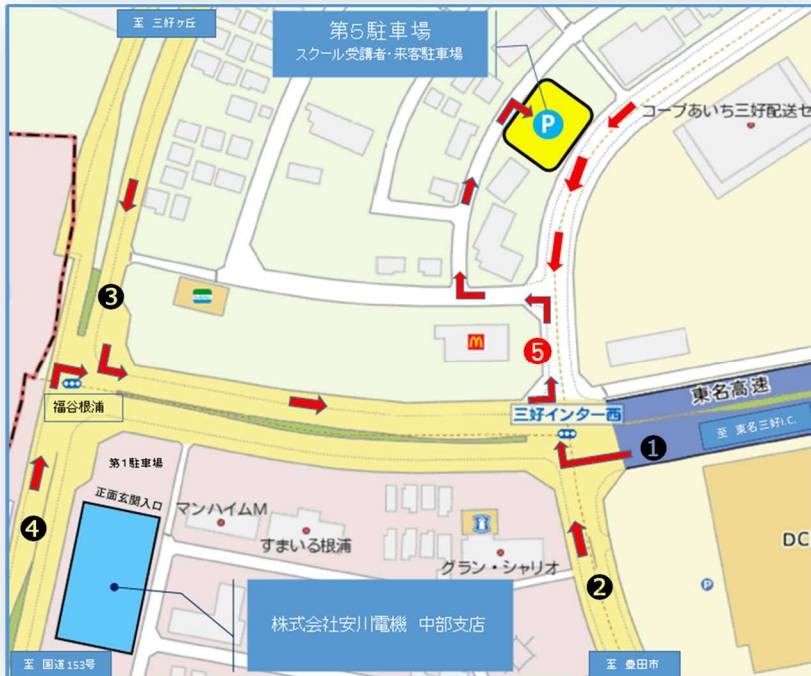 至 三好ヶ丘
第5駐車場
スクール受講者・来客駐車場
P
コープあいち三好配送セ
❸
❺
東名高速
三好インター西
至 東名三好I.C.
❶
福谷根浦
第1駐車場
正面玄関入口
マンハイムM
すまいる根浦
グラン・シャリオ
DC
❹
❷
P
株式会社安川電機 中部支店
至 国道153号
至 豊田市